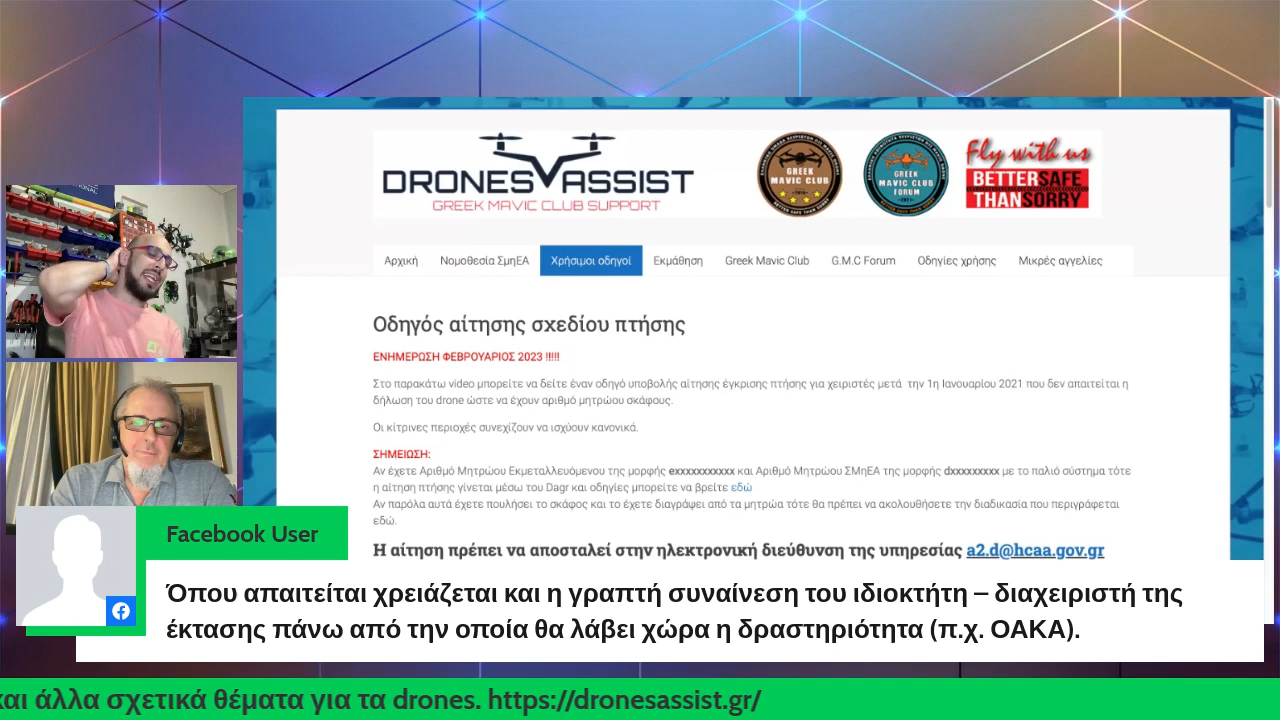 DRONES ASSIST
GREEK MAVIC CLUB SUPPORT
GREEK
MAVIC CLUB
GREEK
MAVIC CLUB
FORUM
Fly with us
BETTER SAFE
THAN SORRY
Αρχική Νομοθεσία ΣμηΕΑ Χρήσιμοι οδηγοί Εκμάθηση Greek Mavic Club G.M.C Forum Οδηγίες χρήσης Μικρές αγγελίες
Οδηγός αίτησης σχεδίου πτήσης
ΕΝΗΜΕΡΩΣΗ ΦΕΒΡΟΥΑΡΙΟΣ 2023 !!!!!
Στο παρακάτω video μπορείτε να δείτε έναν οδηγό υποβολής αίτησης έγκρισης πτήσης για χειριστές μετά την 1η Ιανουαρίου 2021 που δεν απαιτείται η
δήλωση του drone ώστε να έχουν αριθμό μητρώου σκάφους.
Οι κίτρινες περιοχές συνεχίζουν να ισχύουν κανονικά.
ΣΗΜΕΙΩΣΗ:
Αν έχετε Αριθμό Μητρώου Εκμεταλλευόμενου της μορφής exxxxxxxxxxx και Αριθμό Μητρώου ΣΜηΕΑ της μορφής dxxxxxxxxx με το παλιό σύστημα τότε
η αίτηση πτήσης γίνεται μέσω του Dagr και οδηγίες μπορείτε να βρείτε εδώ
Αν παρόλα αυτά έχετε πουλήσει το σκάφος και το έχετε διαγράψει από τα μητρώα τότε θα πρέπει να ακολουθήσετε την διαδικασία που περιγράφεται
εδώ.
Η αίτηση πρέπει να αποσταλεί στην ηλεκτρονική διεύθυνση της υπηρεσίας a2.d@hcaa.gov.gr
Facebook User
Όπου απαιτείται χρειάζεται και η γραπτή συναίνεση του ιδιοκτήτη – διαχειριστή της
έκτασης πάνω από την οποία θα λάβει χώρα η δραστηριότητα (π.χ. ΟΑΚΑ).
και άλλα σχετικά θέματα για τα drones. https://dronesassist.gr/